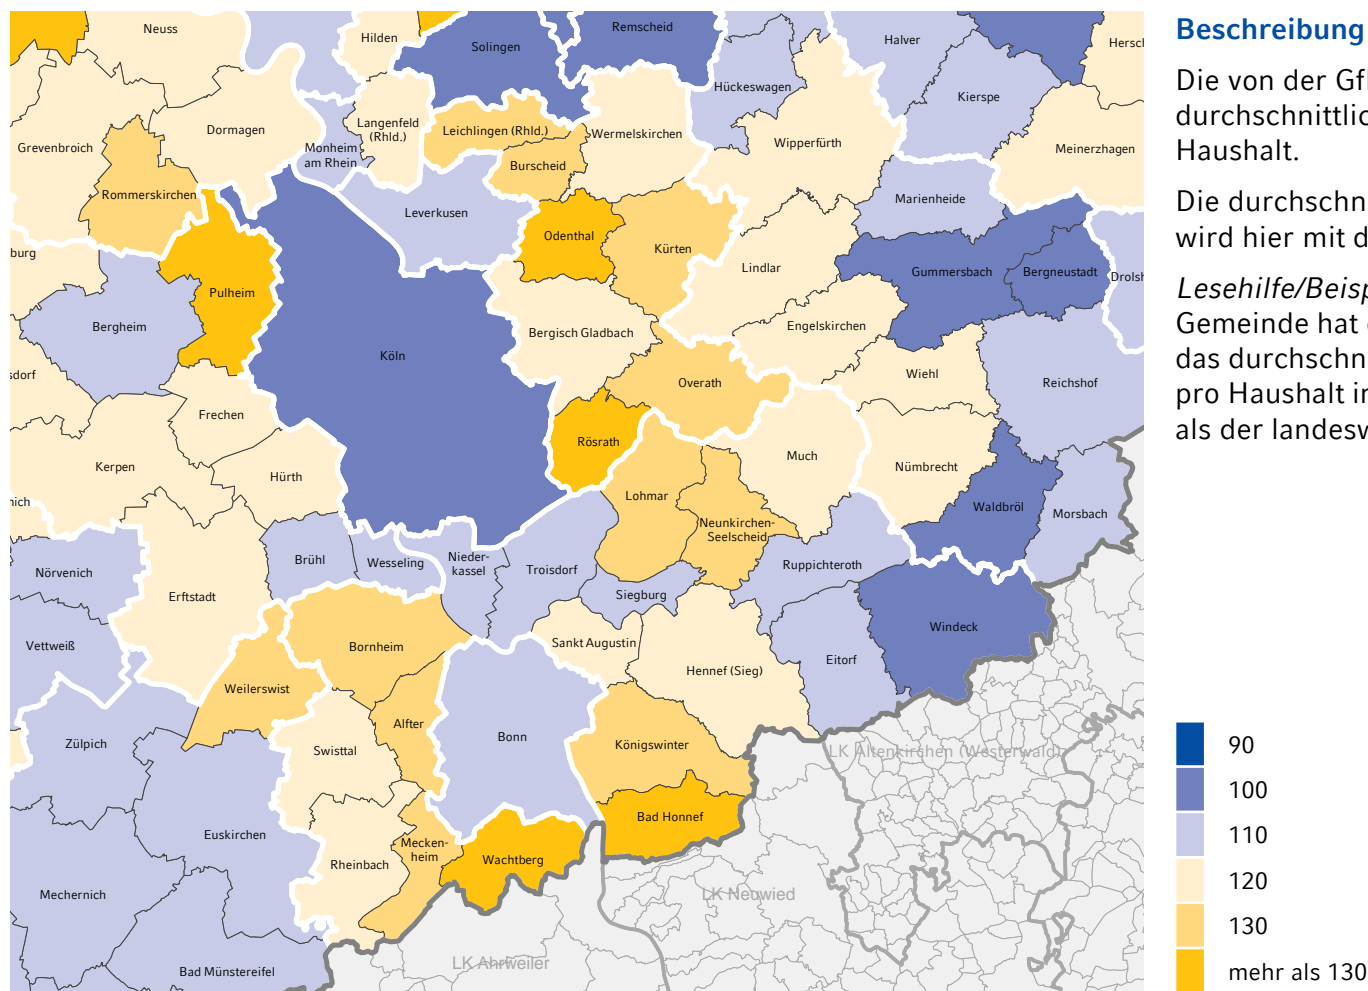 Neuss
Hilden
Solingen
Remscheid
Halver
Hersch
Hückeswagen
Kierspe
Langenfeld
(Rhld.)
Dormagen
Grevenbroich
Monheim
am Rhein
Leichlingen (Rhld.)
Wermelskirchen
Wipperfürth
Meinerzhagen
Burscheid
Rommerskirchen
Marienheide
Leverkusen
Odenthal
Kürten
burg
Lindlar
Gummersbach
Bergneustadt
Drolsh
Pulheim
Bergheim
Bergisch Gladbach
Engelskirchen
Köln
sdorf
Overath
Wiehl
Reichshof
Frechen
Rösrath
Much
Kerpen
Hürth
Nümbrecht
Lohmar
nich
Waldbröl
Morsbach
Neunkirchen-
Seelscheid
Nörvenich
Brühl
Wesseling
Nieder-
kassel
Troisdorf
Ruppichteroth
Erftstadt
Siegburg
Windeck
Vettweiß
Bornheim
Sankt Augustin
Hennef (Sieg)
Eitorf
Weilerswist
Alfter
Zülpich
Swisttal
Bonn
Königswinter
LK Altenkirchen (Westerwald)
Bad Honnef
Euskirchen
Rheinbach
Mecken-
heim
Wachtberg
Mechernich
LK Neuwied
LK Ahrweiler
Bad Münstereifel
Beschreibung
Die von der Gf
durchschnittlic
Haushalt.
Die durchschn
wird hier mit d
Lesehilfe/Beisp
Gemeinde hat
das durchschn
pro Haushalt in
als der landesw
90
100
110
120
130
mehr als 130